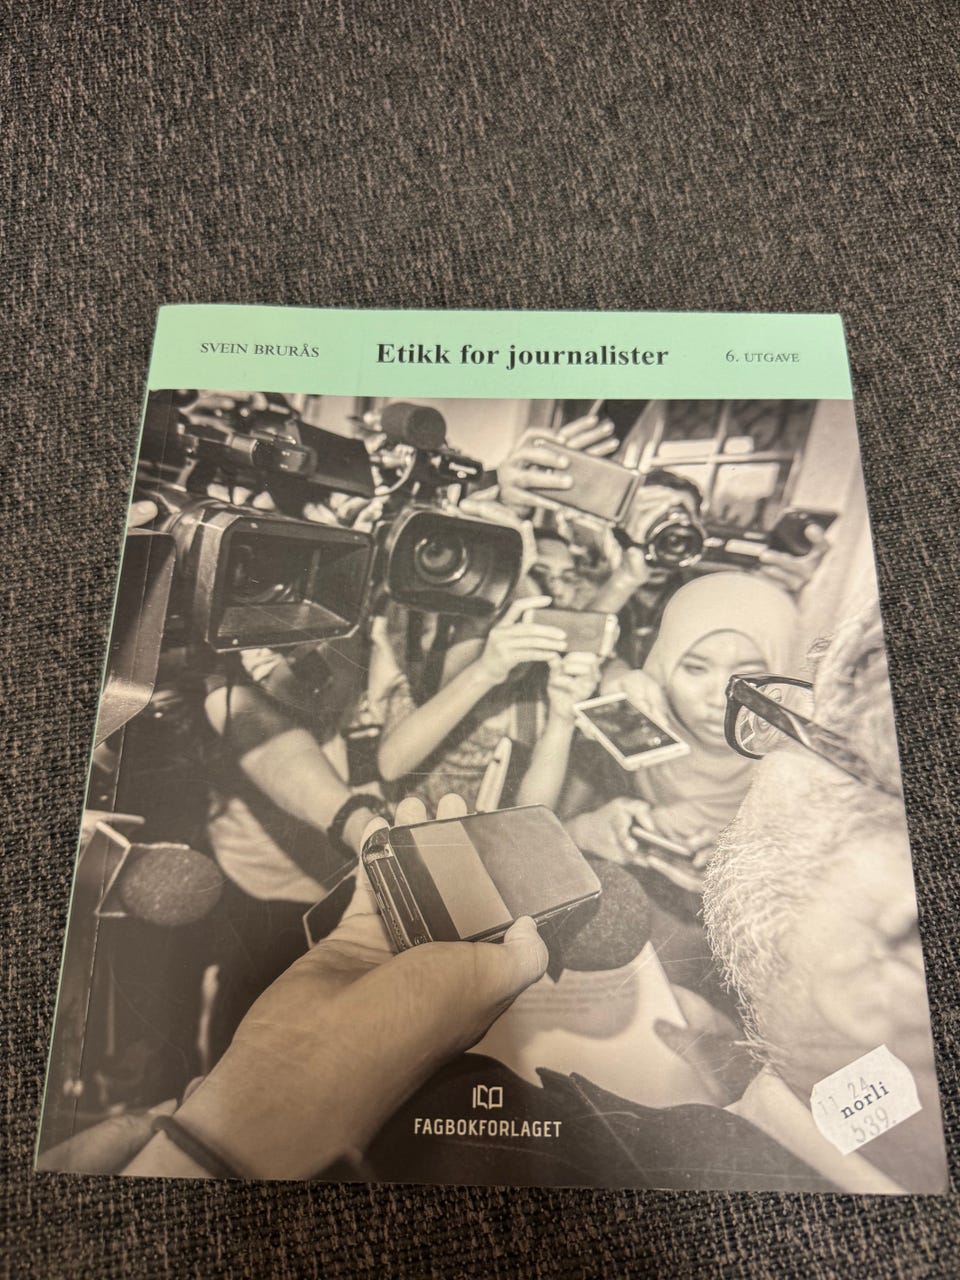 SVEIN BRURÅS
Etikk for journalister
6. UTGAVE
FAGBOKFORLAGET
11 24
norli
539.